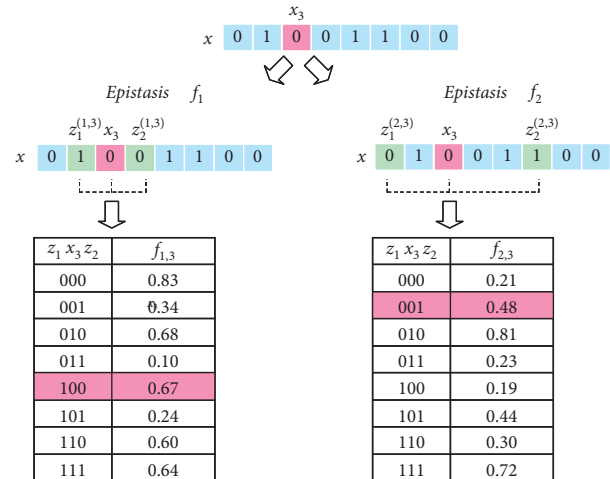 x₃
x 0 1 0 0 1 1 0 0
Epistasis f₁
Epistasis f₂
z₁⁽¹,³⁾ x₃ z₂⁽¹,³⁾
z₁⁽²,³⁾ x₃ z₂⁽²,³⁾
x 0 1 0 0 1 1 0 0
x 0 1 0 0 1 1 0 0
z₁ x₃ z₂ f₁,₃
000 0.83
001 0.34
010 0.68
011 0.10
100 0.67
101 0.24
110 0.60
111 0.64
z₁ x₃ z₂ f₂,₃
000 0.21
001 0.48
010 0.81
011 0.23
100 0.19
101 0.44
110 0.30
111 0.72